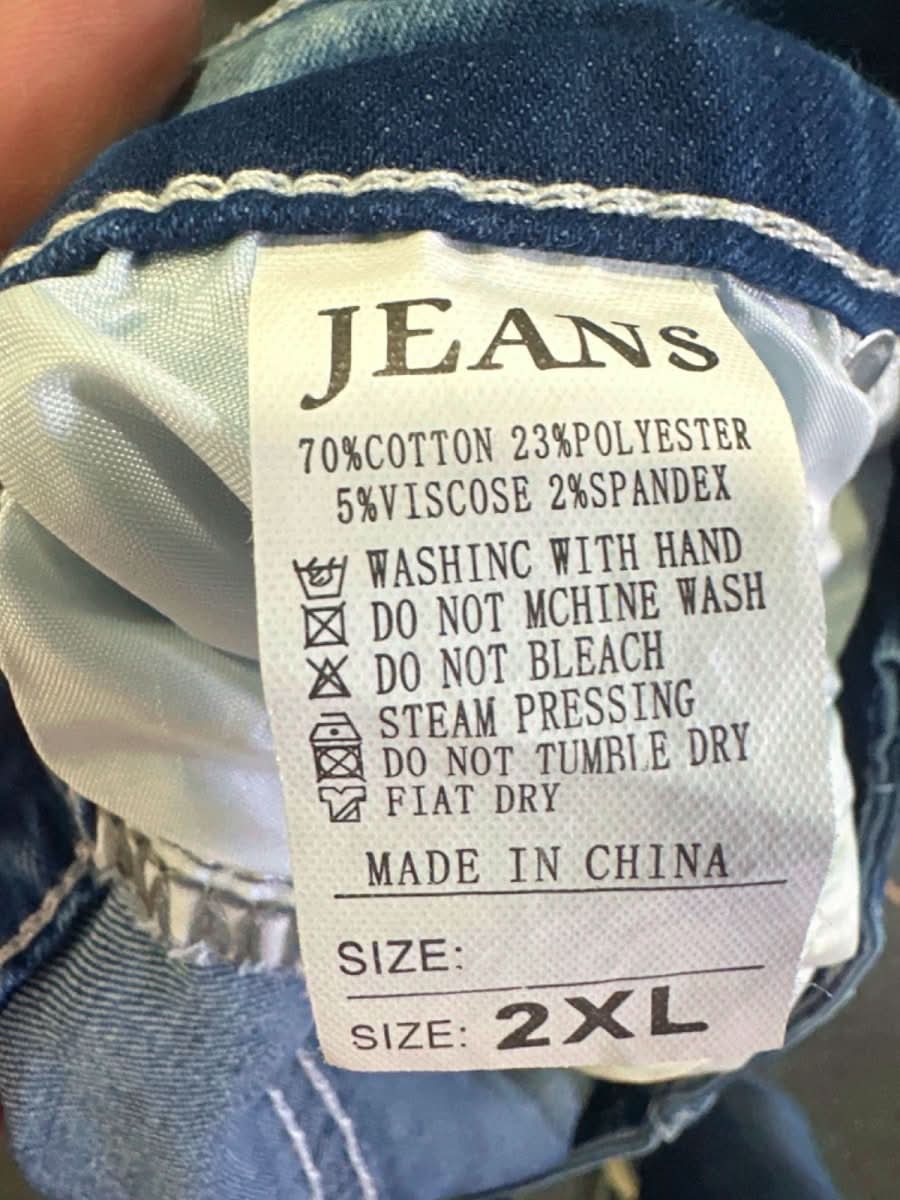 JEANS
70%COTTON 23%POLYESTER
5%VISCOSE 2%SPANDEX
WASHINC WITH HAND
DO NOT MCHINE WASH
DO NOT BLEACH
STEAM PRESSING
DO NOT TUMBLE DRY
FIAT DRY
MADE IN CHINA
SIZE:
SIZE: 2XL